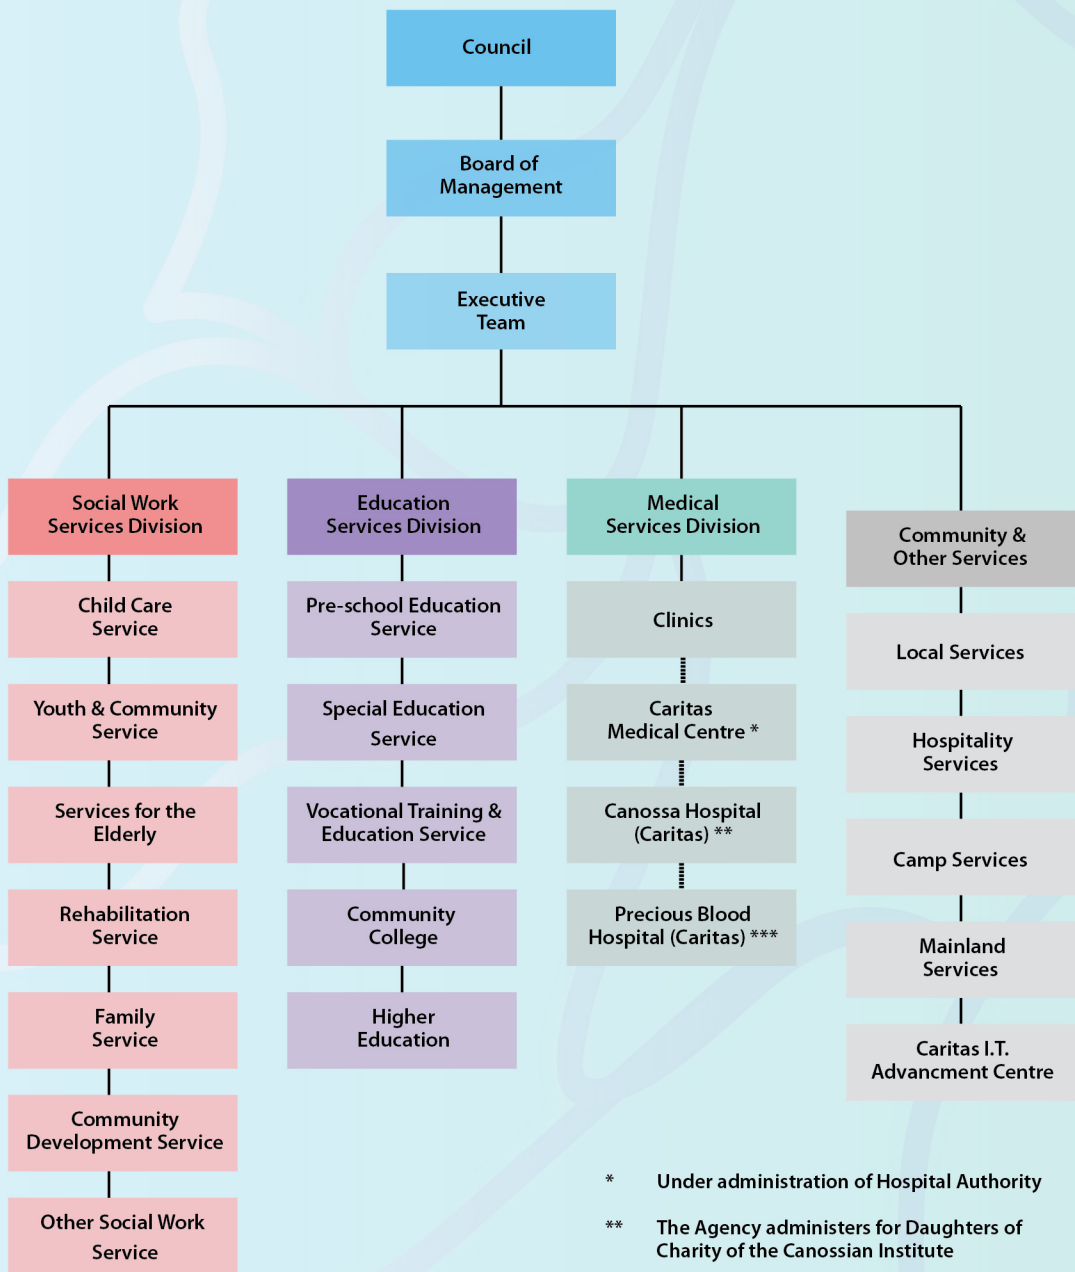 Council
Board of
Management
Executive
Team
Social Work
Services Division
Child Care
Service
Youth & Community
Service
Services for the
Elderly
Rehabilitation
Service
Family
Service
Community
Development Service
Other Social Work
Service
Education
Services Division
Pre-school Education
Service
Special Education
Service
Vocational Training &
Education Service
Community
College
Higher
Education
Medical
Services Division
Clinics
Caritas
Medical Centre *
Canossa Hospital
(Caritas) **
Precious Blood
Hospital (Caritas) ***
Community &
Other Services
Local Services
Hospitality
Services
Camp Services
Mainland
Services
Caritas I.T.
Advancment Centre
* Under administration of Hospital Authority
** The Agency administers for Daughters of
Charity of the Canossian Institute